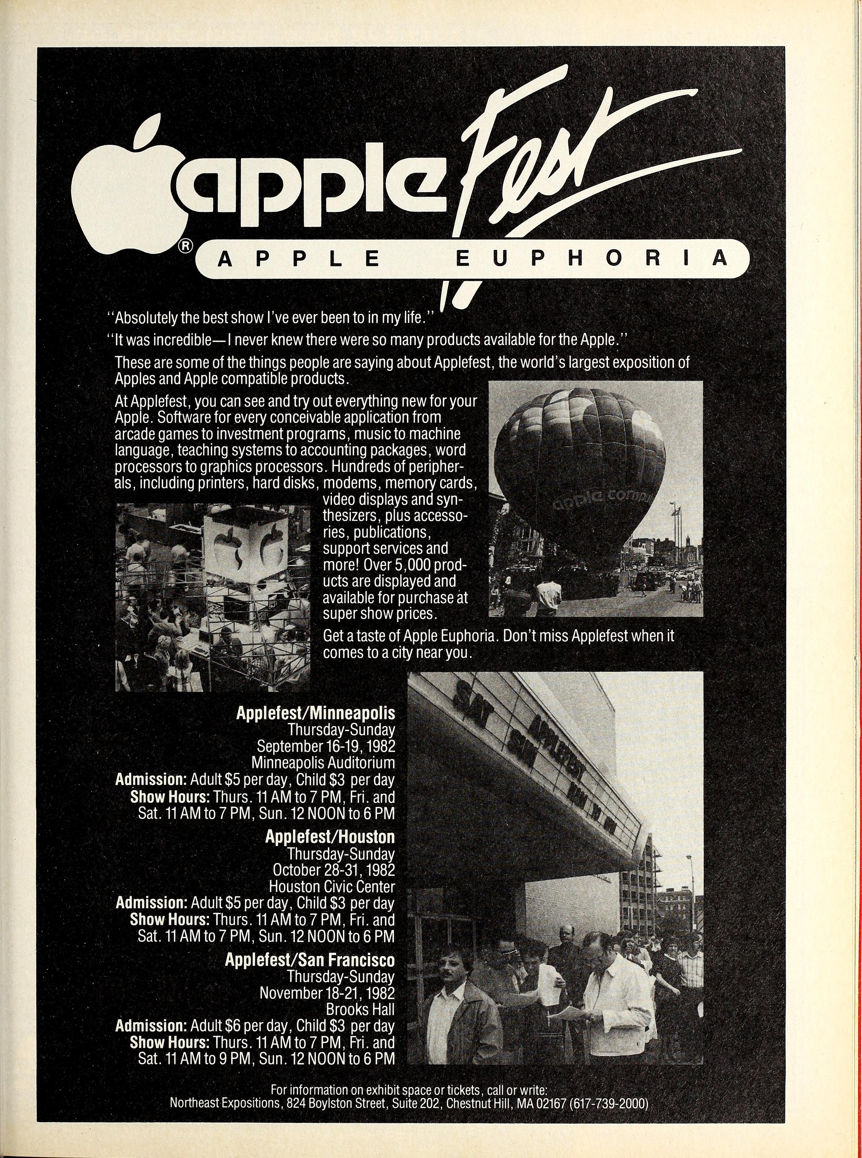 apple Fest
®
APPLE EUPHORIA
‘‘Absolutely the best show I've ever been to in my life.’’
‘‘It was incredible—I never knew there were so many products available for the Apple.’’
These are some of the things people are saying about Applefest, the world's largest exposition of
Apples and Apple compatible products.
At Applefest, you can see and try out everything new for your
Apple. Software for every conceivable application from
arcade games to investment programs, music to machine
language, teaching systems to accounting packages, word
processors to graphics processors. Hundreds of peripher-
als, including printers, hard disks, modems, memory cards,
video displays and syn-
thesizers, plus accesso-
ries, publications,
support services and
more! Over 5,000 prod-
ucts are displayed and
available for purchase at
super show prices.
apple compu
Get a taste of Apple Euphoria. Don't miss Applefest when it
comes to a city near you.
Applefest/Minneapolis
Thursday-Sunday
September 16-19, 1982
Minneapolis Auditorium
Admission: Adult $5 per day, Child $3 per day
Show Hours: Thurs. 11 AM to 7 PM, Fri. and
Sat. 11 AM to 7 PM, Sun. 12 NOON to 6 PM
Applefest/Houston
Thursday-Sunday
October 28-31, 1982
Houston Civic Center
Admission: Adult $5 per day, Child $3 per day
Show Hours: Thurs. 11 AM to 7 PM, Fri. and
Sat. 11 AM to 7 PM, Sun. 12 NOON to 6 PM
Applefest/San Francisco
Thursday-Sunday
November 18-21, 1982
Brooks Hall
Admission: Adult $6 per day, Child $3 per day
Show Hours: Thurs. 11 AM to 7 PM, Fri. and
Sat. 11 AM to 9 PM, Sun. 12 NOON to 6 PM
APPLEFEST
SAT SUN
For information on exhibit space or tickets, call or write:
Northeast Expositions, 824 Boylston Street, Suite 202, Chestnut Hill, MA 02167 (617-739-2000)